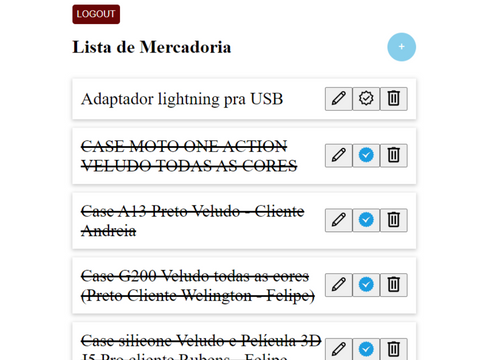 LOGOUT
Lista de Mercadoria
+
Adaptador lightning pra USB
CASE MOTO ONE ACTION
VELUDO TODAS AS CORES
Case A13 Preto Veludo - Cliente
Andreia
Case G200 Veludo todas as cores
(Preto Cliente Welington - Felipe)
Case silicone Veludo e Película 3D
J5 Pro cliente Rubens - Felipe